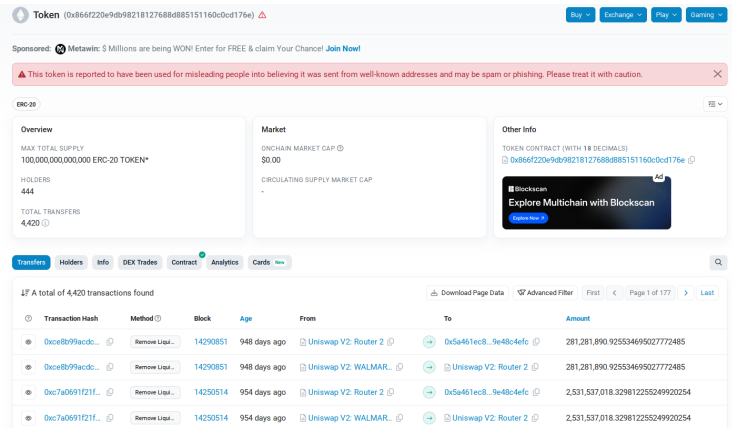 Token (0x866f220e9db98218127688d885151160c0cd176e)
Buy Exchange Play Gaming
Sponsored: Metawin: $ Millions are being WON! Enter for FREE & claim Your Chance! Join Now!
This token is reported to have been used for misleading people into believing it was sent from well-known addresses and may be spam or phishing. Please treat it with caution.
ERC-20
Overview
MAX TOTAL SUPPLY
100,000,000,000,000 ERC-20 TOKEN*
HOLDERS
444
TOTAL TRANSFERS
4,420
Market
ONCHAIN MARKET CAP
$0.00
CIRCULATING SUPPLY MARKET CAP
-
Other Info
TOKEN CONTRACT (WITH 18 DECIMALS)
0x866f220e9db98218127688d885151160c0cd176e
Ad
Blockscan
Explore Multichain with Blockscan
Explore Now
Transfers Holders Info DEX Trades Contract Analytics Cards New
A total of 4,420 transactions found
Download Page Data Advanced Filter First Page 1 of 177 Last
Transaction Hash Method Block Age From To Amount
0xce8b99acdc... Remove Liqui... 14290851 948 days ago Uniswap V2: Router 2 0x5a461ec8...9e48c4efc 281,281,890.925534695027772485
0xce8b99acdc... Remove Liqui... 14290851 948 days ago Uniswap V2: WALMAR... Uniswap V2: Router 2 281,281,890.925534695027772485
0xc7a0691f21f... Remove Liqui... 14250514 954 days ago Uniswap V2: Router 2 0x5a461ec8...9e48c4efc 2,531,537,018.329812255249920254
0xc7a0691f21f... Remove Liqui... 14250514 954 days ago Uniswap V2: WALMAR... Uniswap V2: Router 2 2,531,537,018.329812255249920254